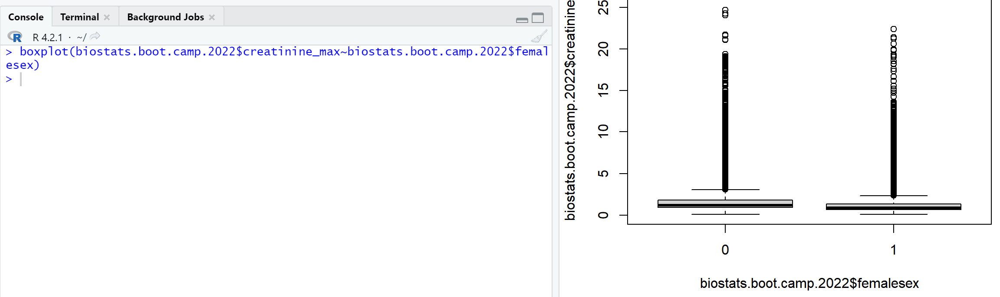 Console
Terminal
Background Jobs
R R 4.2.1 · ~/
> boxplot(biostats.boot.camp.2022$creatinine_max~biostats.boot.camp.2022$femal
esex)
>
biostats.boot.camp.2022$creatinine
25
20
15
10
5
0
0
1
biostats.boot.camp.2022$femalesex